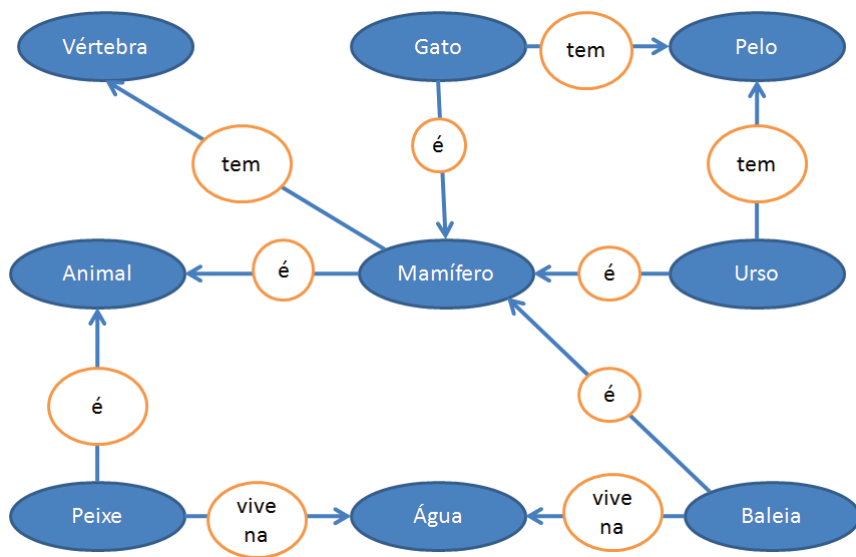 Vértebra
Gato
tem
Pelo
é
tem
tem
Animal
é
Mamífero
é
Urso
é
é
Peixe
vive
na
Água
vive
na
Baleia